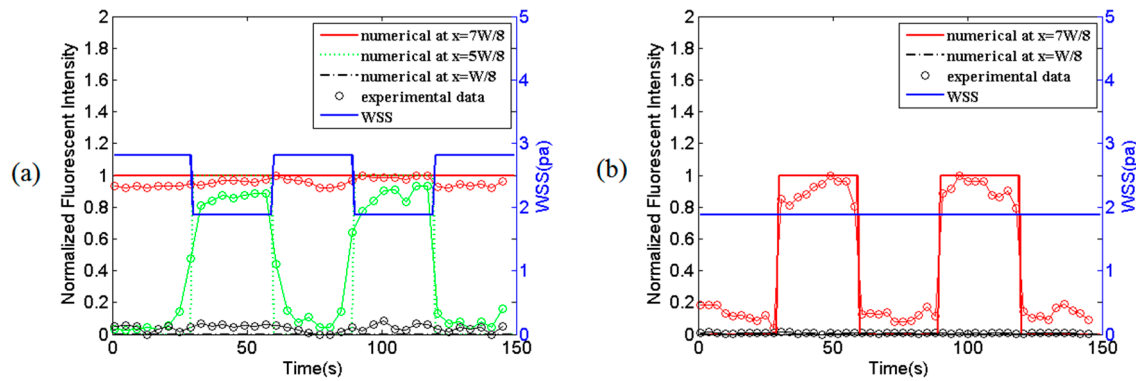 (a)
Normalized Fluorescent Intensity
2
1.8
1.6
1.4
1.2
1
0.8
0.6
0.4
0.2
0
numerical at x=7W/8
numerical at x=5W/8
numerical at x=W/8
experimental data
WSS
5
4
3
2
1
0
WSS(pa)
0 50 100 150
Time(s)
(b)
Normalized Fluorescent Intensity
2
1.8
1.6
1.4
1.2
1
0.8
0.6
0.4
0.2
0
numerical at x=7W/8
numerical at x=W/8
experimental data
WSS
5
4
3
2
1
0
WSS(pa)
0 50 100 150
Time(s)